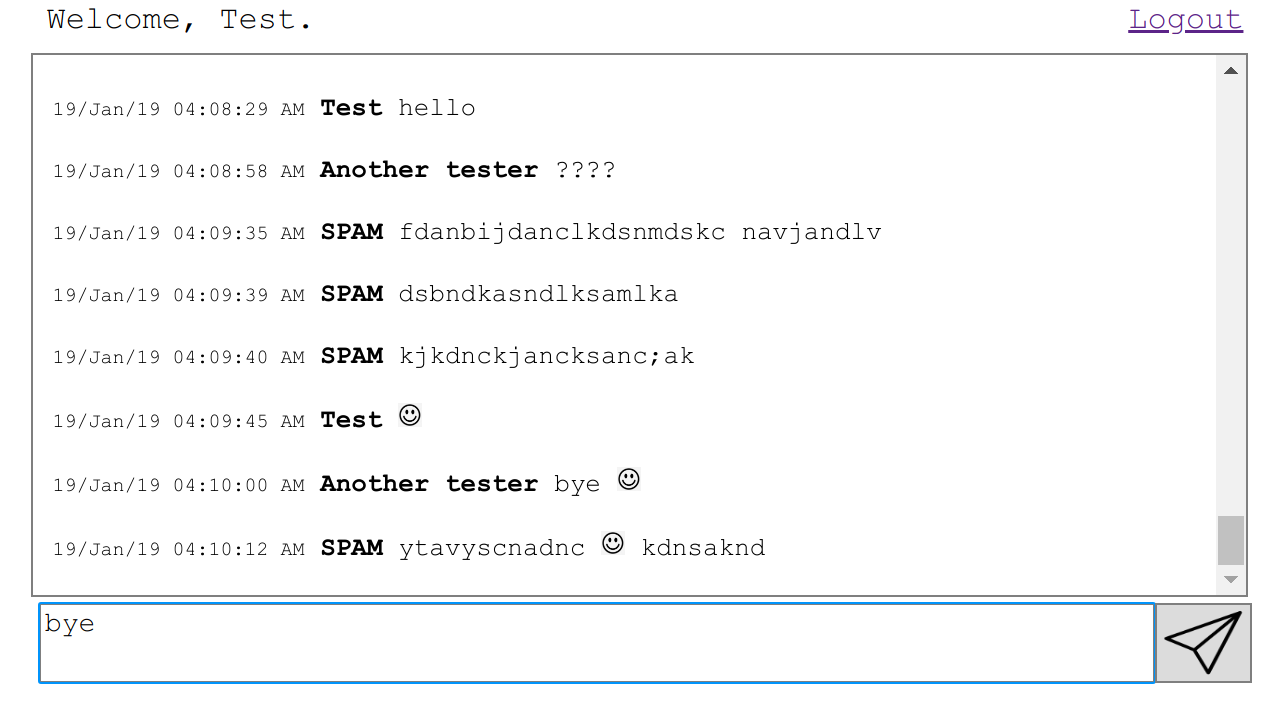 Welcome, Test. Logout
19/Jan/19 04:08:29 AM Test hello
19/Jan/19 04:08:58 AM Another tester ????
19/Jan/19 04:09:35 AM SPAM fdanbijdanclkdsnmdskc navjandlv
19/Jan/19 04:09:39 AM SPAM dsbndkasndlksamlka
19/Jan/19 04:09:40 AM SPAM kjkdnckjancksanc;ak
19/Jan/19 04:09:45 AM Test ☺
19/Jan/19 04:10:00 AM Another tester bye ☺
19/Jan/19 04:10:12 AM SPAM ytavyscnadnc ☺ kdnsaknd
bye